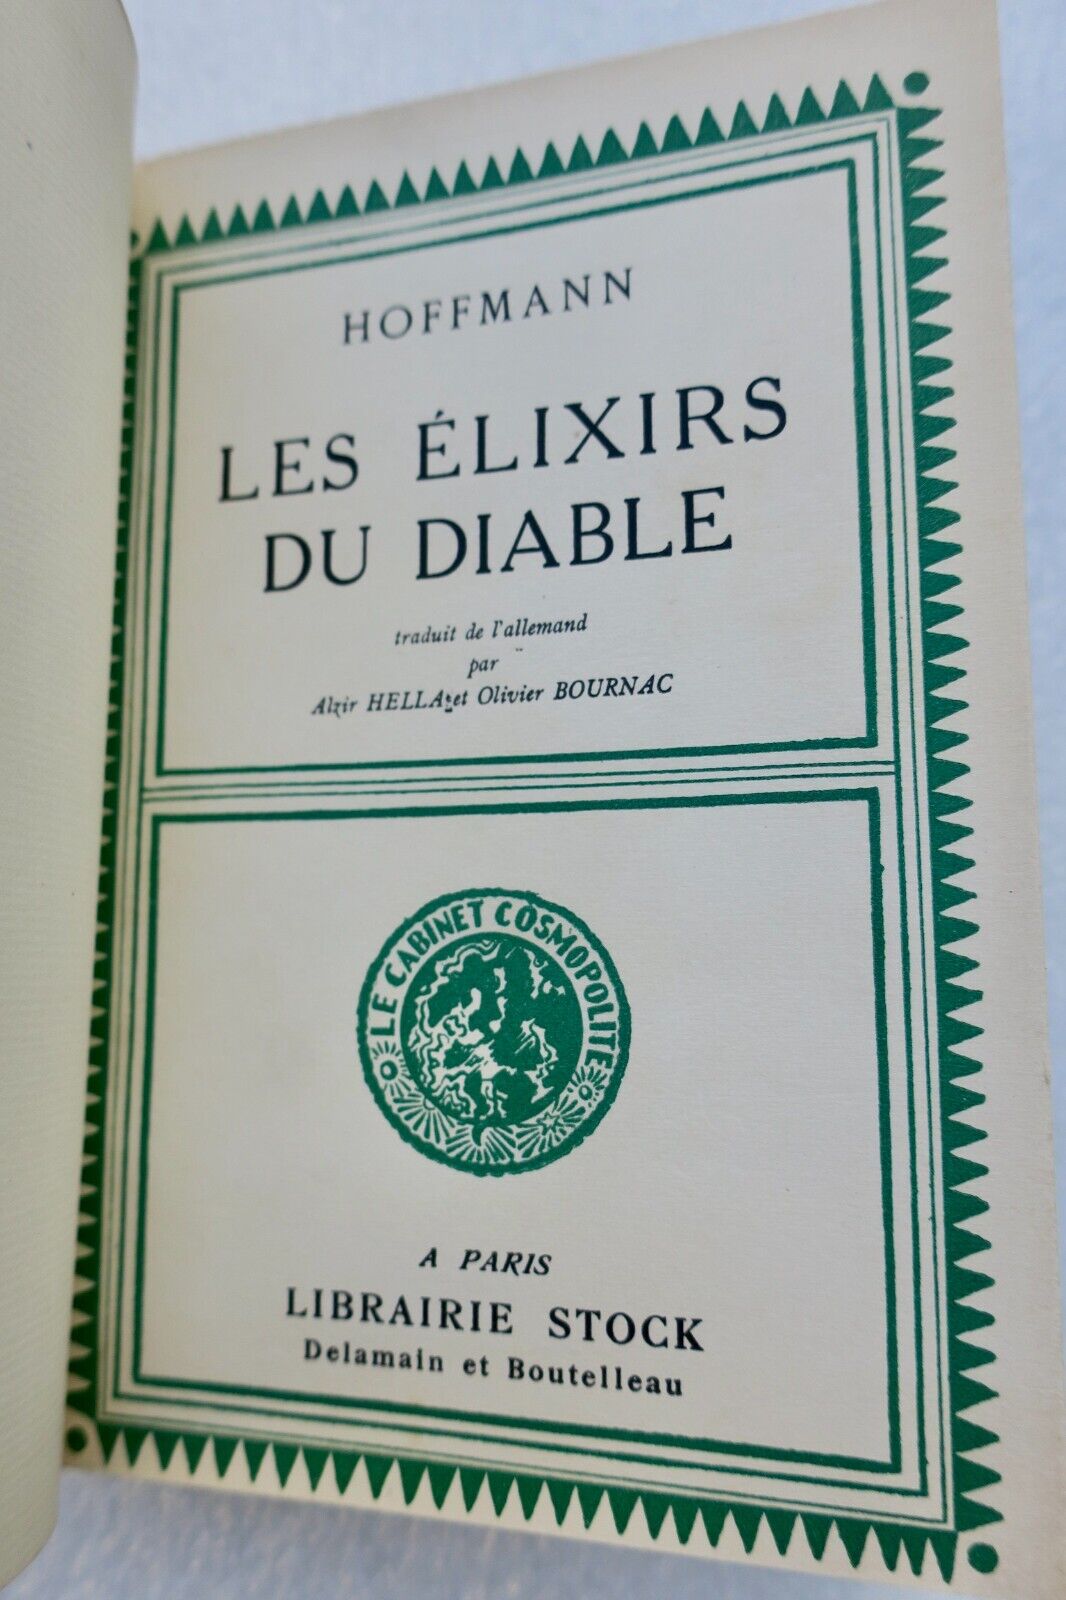 HOFFMANN
LES ÉLIXIRS
DU DIABLE
traduit de l'allemand
par
Alzir HELLA et Olivier BOURNAC
LE CABINET COSMOPOLITE
A PARIS
LIBRAIRIE STOCK
Delamain et Boutelleau